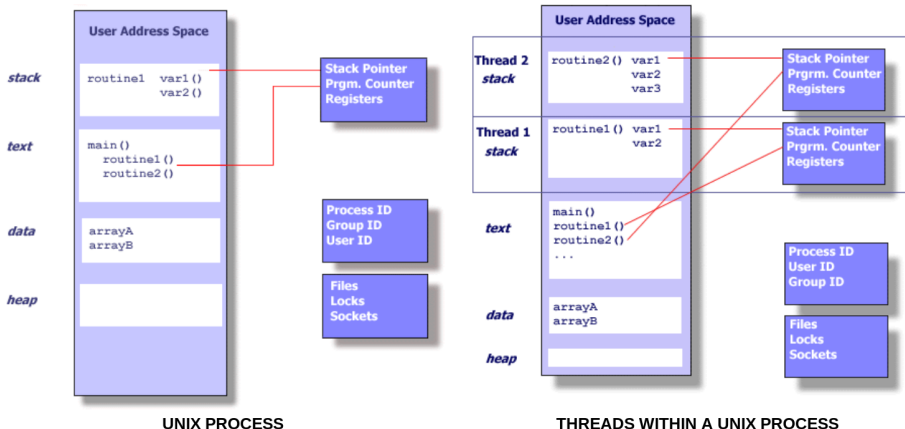 User Address Space
stack
routine1 var1()
var2()
Stack Pointer
Prgm. Counter
Registers
text
main()
routine1()
routine2()
data
arrayA
arrayB
heap
Process ID
Group ID
User ID
Files
Locks
Sockets
UNIX PROCESS
User Address Space
Thread 2
stack
routine2() var1
var2
var3
Stack Pointer
Prgrm. Counter
Registers
Thread 1
stack
routine1() var1
var2
Stack Pointer
Prgrm. Counter
Registers
text
main()
routine1()
routine2()
...
data
arrayA
arrayB
heap
Process ID
User ID
Group ID
Files
Locks
Sockets
THREADS WITHIN A UNIX PROCESS